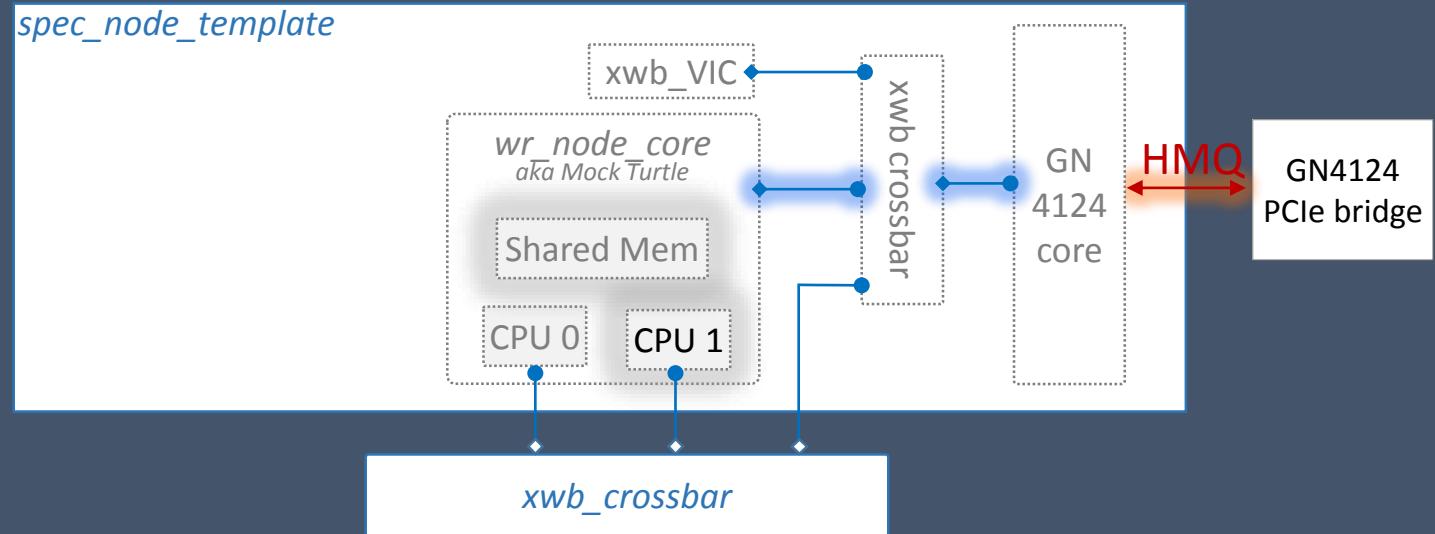 spec_node_template
xwb_VIC
wr_node_core
aka Mock Turtle
Shared Mem
CPU 0
CPU 1
xwb crossbar
GN
4124
core
HMQ
GN4124
PCIe bridge
xwb_crossbar